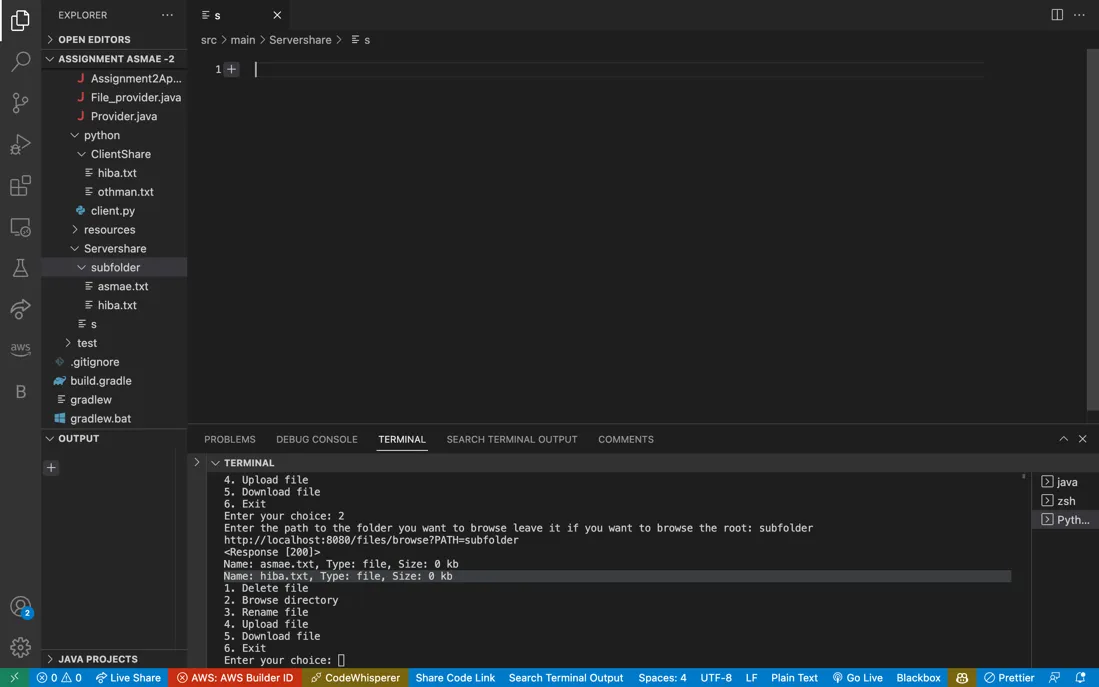 EXPLORER
OPEN EDITORS
ASSIGNMENT ASMAE -2
Assignment2Ap...
File_provider.java
Provider.java
python
ClientShare
hiba.txt
othman.txt
client.py
resources
Servershare
subfolder
asmae.txt
hiba.txt
s
test
.gitignore
build.gradle
gradlew
gradlew.bat
OUTPUT
JAVA PROJECTS
aws
B
2
s
src > main > Servershare > s
1
PROBLEMS DEBUG CONSOLE TERMINAL SEARCH TERMINAL OUTPUT COMMENTS
TERMINAL
4. Upload file
5. Download file
6. Exit
Enter your choice: 2
Enter the path to the folder you want to browse leave it if you want to browse the root: subfolder
http://localhost:8080/files/browse?PATH=subfolder
<Response [200]>
Name: asmae.txt, Type: file, Size: 0 kb
Name: hiba.txt, Type: file, Size: 0 kb
1. Delete file
2. Browse directory
3. Rename file
4. Upload file
5. Download file
6. Exit
Enter your choice:
java
zsh
Pyth...
0 0 Live Share AWS: AWS Builder ID CodeWhisperer Share Code Link Search Terminal Output Spaces: 4 UTF-8 LF Plain Text Go Live Blackbox Prettier